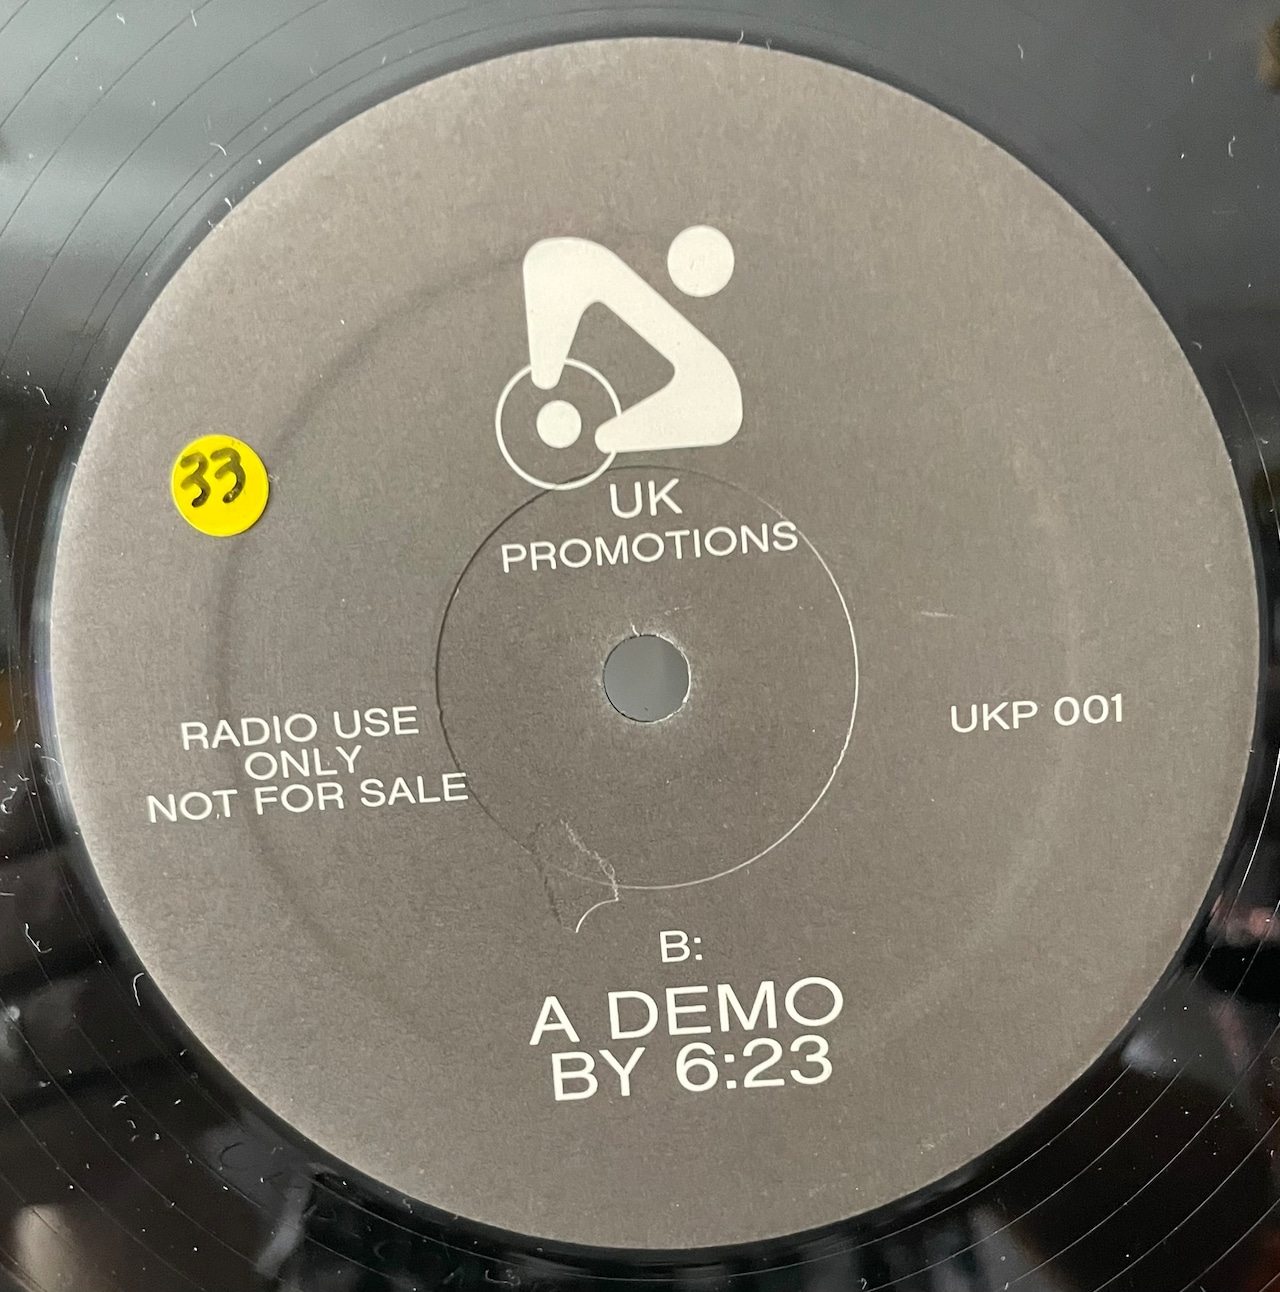 UK
PROMOTIONS
33
RADIO USE
ONLY
NOT FOR SALE
UKP 001
B:
A DEMO
BY 6:23